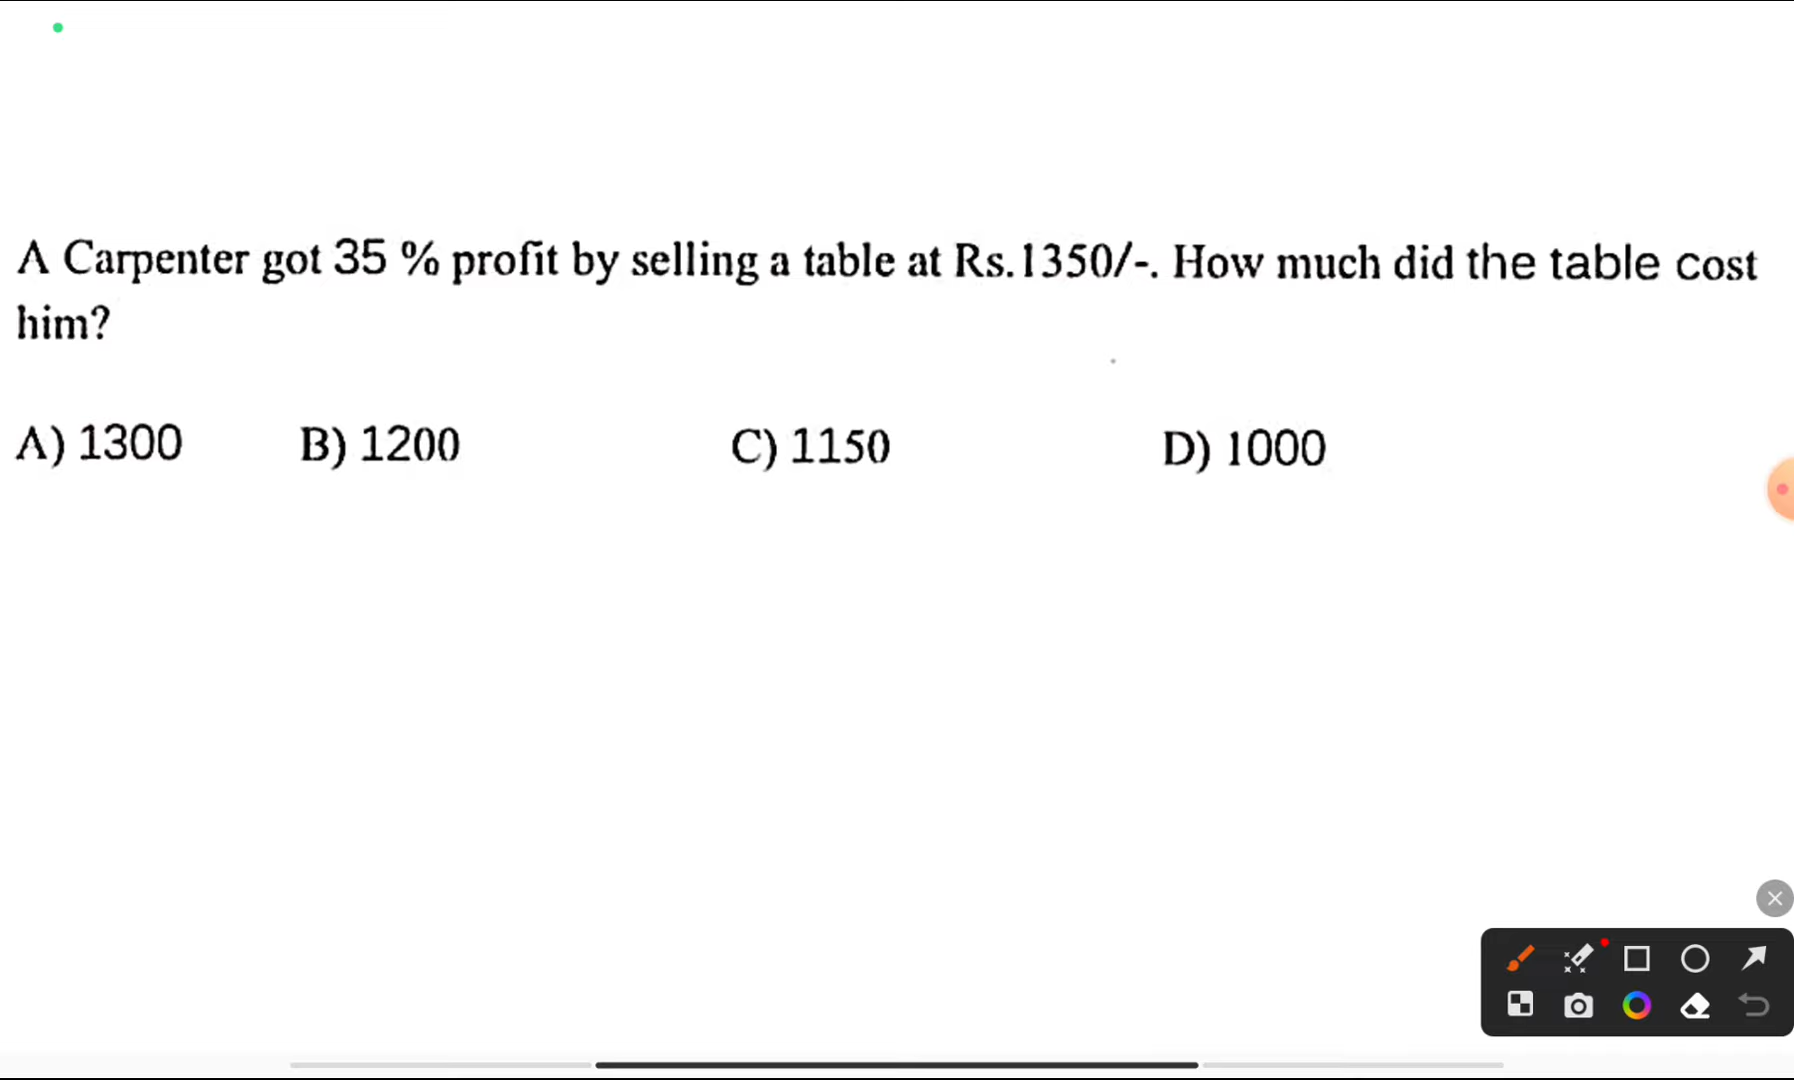 A Carpenter got 35 % profit by selling a table at Rs.1350/-. How much did the table cost
him?
A) 1300 B) 1200 C) 1150 D) 1000